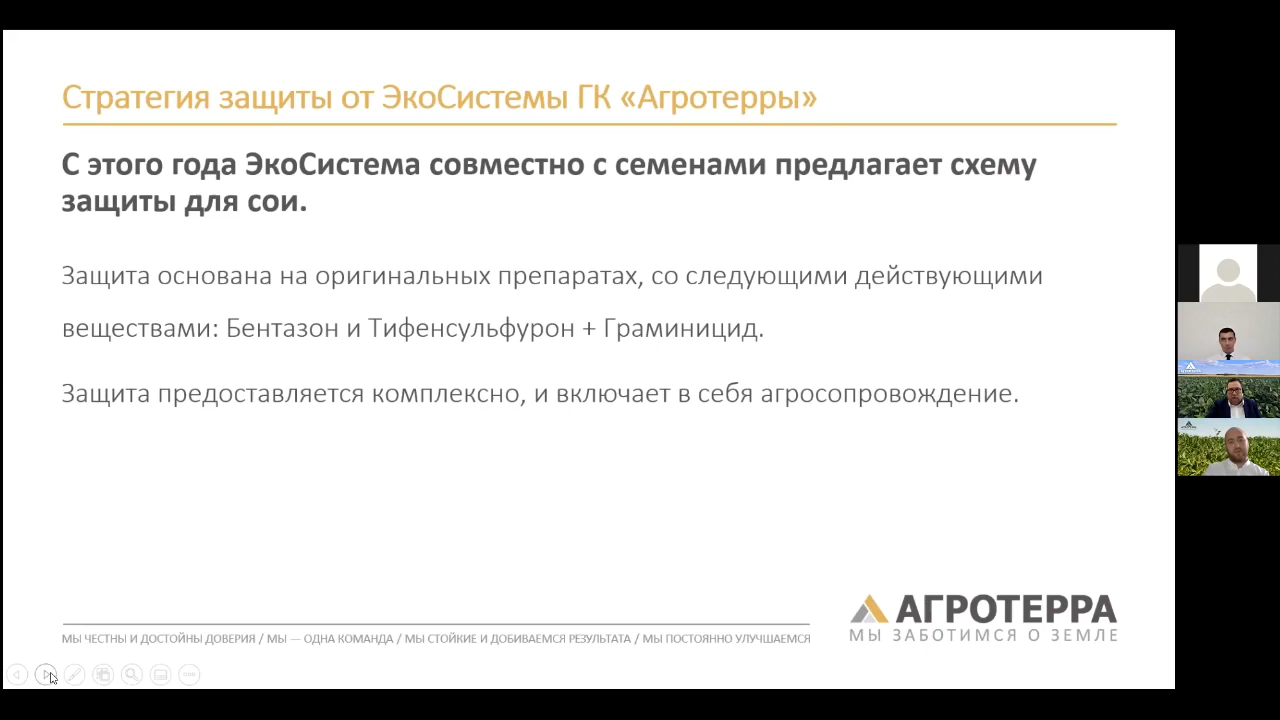 Стратегия защиты от ЭкоСистемы ГК «Агротерры»
С этого года ЭкоСистема совместно с семенами предлагает схему
защиты для сои.
Защита основана на оригинальных препаратах, со следующими действующими
веществами: Бентазон и Тифенсульфурон + Граминицид.
Защита предоставляется комплексно, и включает в себя агросопровождение.
АГРОТЕРРА
МЫ ЗАБОТИМСЯ О ЗЕМЛЕ
МЫ ЧЕСТНЫ И ДОСТОЙНЫ ДОВЕРИЯ / МЫ — ОДНА КОМАНДА / МЫ СТОЙКИЕ И ДОБИВАЕМСЯ РЕЗУЛЬТАТА / МЫ ПОСТОЯННО УЛУЧШАЕМСЯ